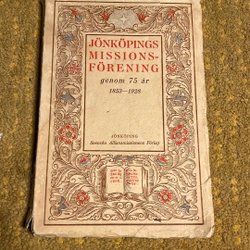 JÖNKÖPINGS
MISSIONS-
FÖRENING
genom 75 år
1853-1928
JÖNKÖPING
Svenska Alliansmissionens Förlag